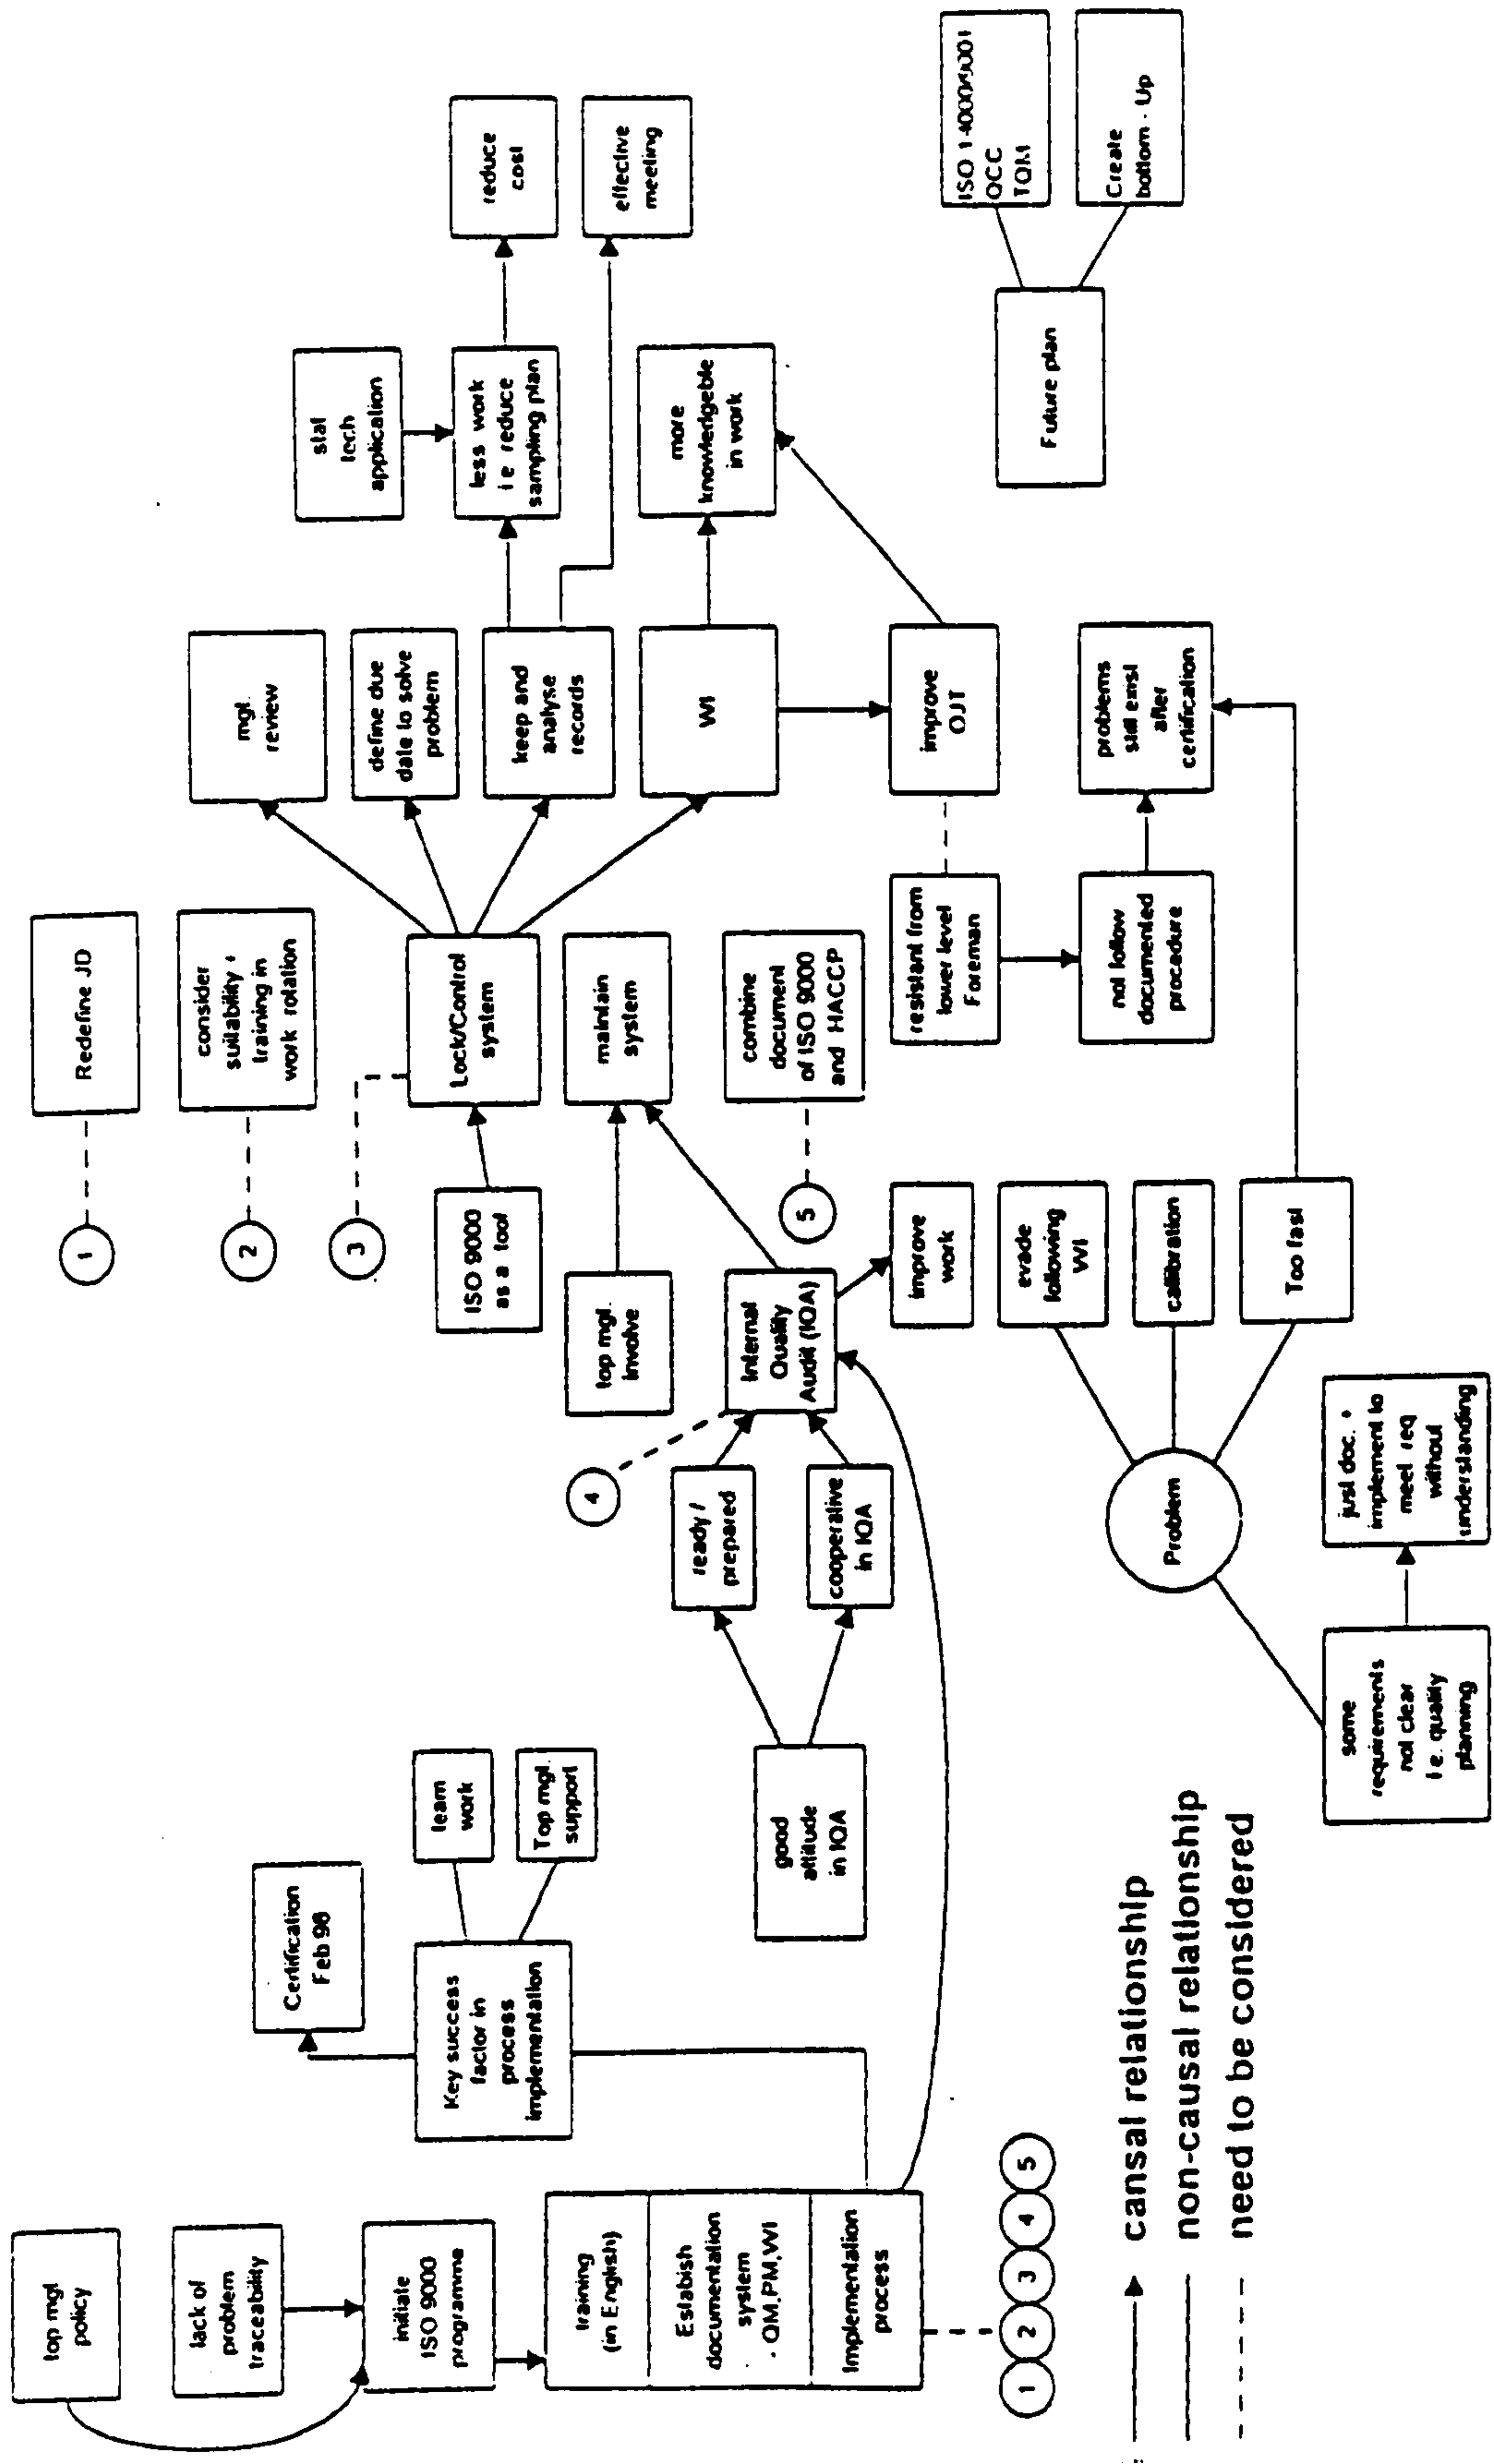 top mgt
policy
lack of
problem
traceability
initiate
ISO 9000
programme
training
(in English)
Estabish
documentation
system
. QM,PM,WI
Implementation
process
1 2 3 4 5
Certification
Feb 98
Key success
factor in
process
implementation
team
work
Top mgt.
support
good
attitude
in IQA
ready /
prepared
cooperative
in IQA
4
Internal
Quality
Audit (IQA)
top mgt.
involve
ISO 9000
as a tool
1
Redefine JD
2
consider
suitability +
training in
work rotation
3
Lock/Control
system
maintain
system
5
combine
document
of ISO 9000
and HACCP
improve
work
mgt.
review
define due
date to solve
problem
keep and
analyse
records
WI
improve
OJT
stat
tech
application
less work
i e reduce
sampling plan
reduce
cost
effective
meeting
more
knowledgeble
in work
resistant from
lower level
Foreman
not follow
documented
procedure
problems
still exist
after
certification
Problem
evade
following
WI
callibration
Too fast
some
requirements
not clear
i e. quality
planning
just doc. +
implement to
meet req
without
understanding
Future plan
ISO 14000/9001
QCC
TQM
Create
bottom - Up
cansal relationship
non-causal relationship
need to be considered